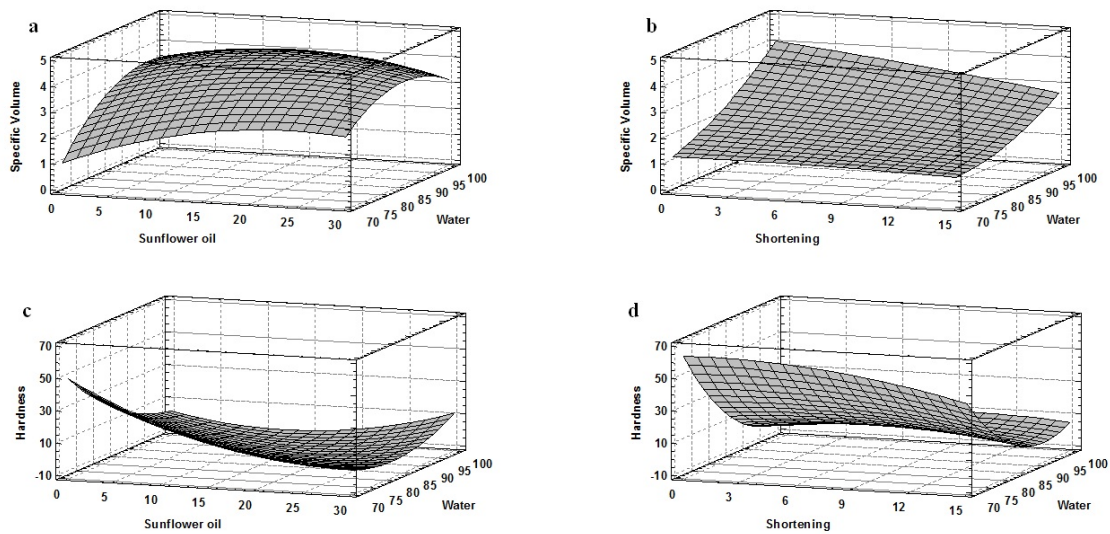 a
Specific Volume
5
4
3
2
1
0
0 5 10 15 20 25 30
Sunflower oil
70 75 80 85 90 95 100
Water
b
Specific Volume
5
4
3
2
1
0
0 3 6 9 12 15
Shortening
70 75 80 85 90 95 100
Water
c
Hardness
70
50
30
10
-10
0 5 10 15 20 25 30
Sunflower oil
70 75 80 85 90 95 100
Water
d
Hardness
70
50
30
10
-10
0 3 6 9 12 15
Shortening
70 75 80 85 90 95 100
Water